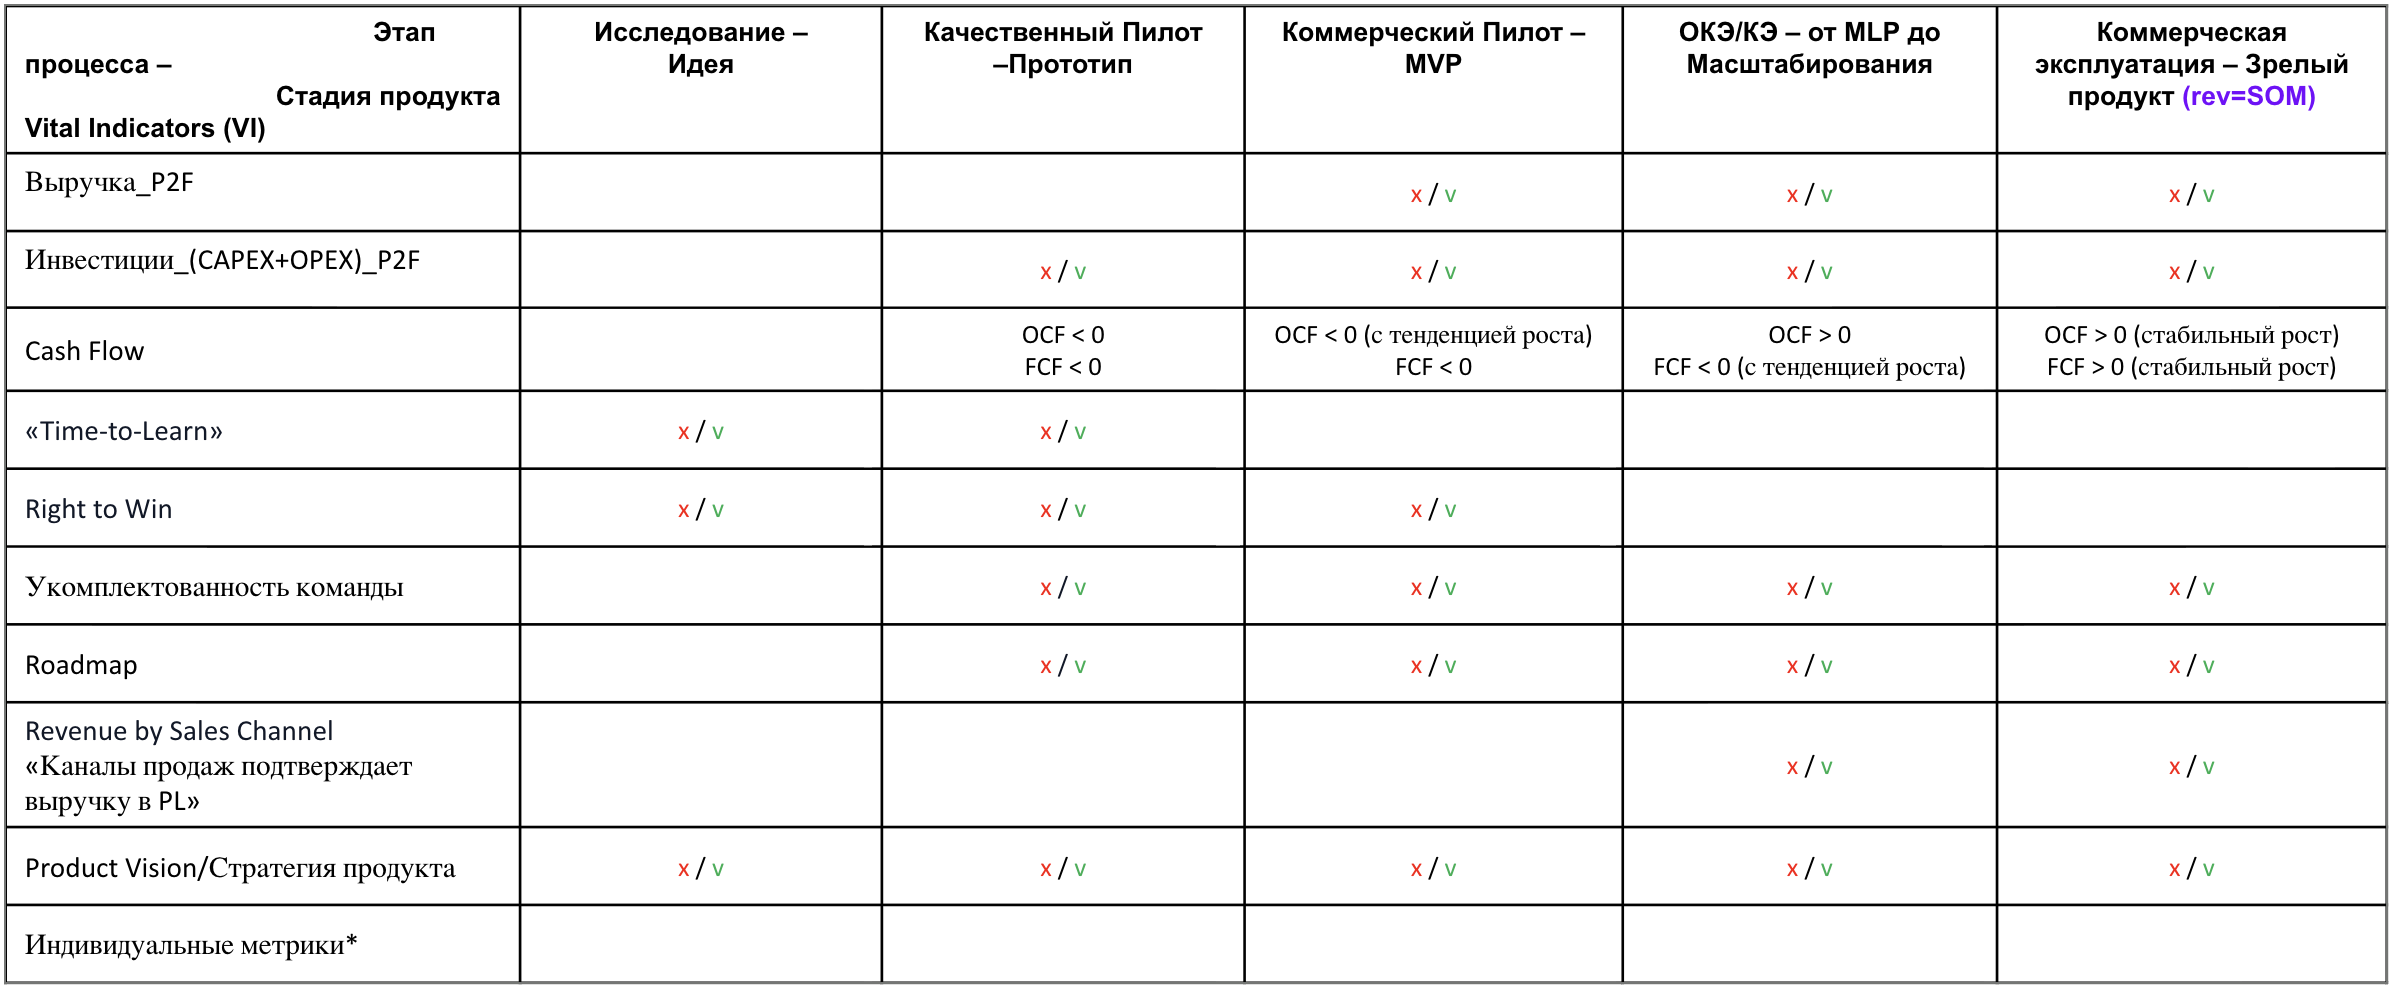 Этап
процесса –
Стадия продукта
Vital Indicators (VI)
Исследование –
Идея
Качественный Пилот
–Прототип
Коммерческий Пилот –
MVP
ОКЭ/КЭ – от MLP до
Масштабирования
Коммерческая
эксплуатация – Зрелый
продукт (rev=SOM)
Выручка_P2F
x / v
x / v
x / v
Инвестиции_(CAPEX+OPEX)_P2F
x / v
x / v
x / v
x / v
Cash Flow
OCF < 0
FCF < 0
OCF < 0 (с тенденцией роста)
FCF < 0
OCF > 0
FCF < 0 (с тенденцией роста)
OCF > 0 (стабильный рост)
FCF > 0 (стабильный рост)
«Time-to-Learn»
x / v
x / v
Right to Win
x / v
x / v
x / v
Укомплектованность команды
x / v
x / v
x / v
x / v
Roadmap
x / v
x / v
x / v
x / v
Revenue by Sales Channel
«Каналы продаж подтверждает
выручку в PL»
x / v
x / v
Product Vision/Стратегия продукта
x / v
x / v
x / v
x / v
x / v
Индивидуальные метрики*